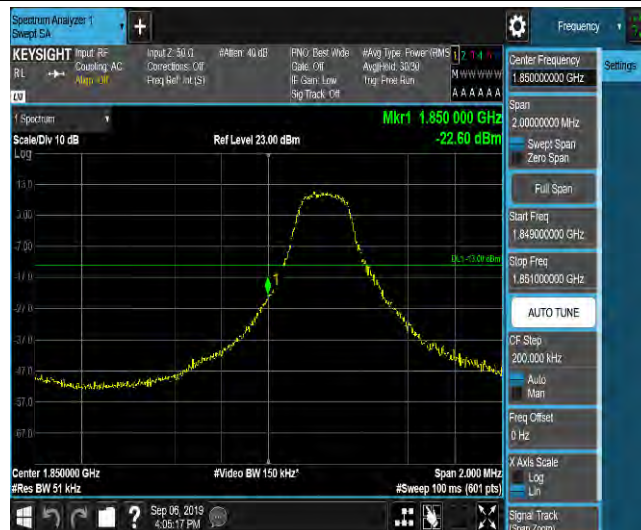 Spectrum Analyzer 1
Swept SA
Frequency
KEYSIGHT
RL
Input: RF
Coupling: AC
Align: Off
Input Z: 50 Ω
Corrections: Off
Freq Ref: Int (S)
#Atten: 40 dB
PNO: Best Wide
Gate: Off
IF Gain: Low
Sig Track: Off
#Avg Type: Power (RMS
Avg|Hold: 30/30
Trig: Free Run
M W W W W W
A A A A A A
LXI
1 Spectrum
Scale/Div 10 dB
Log
Ref Level 23.00 dBm
Mkr1 1.850 000 GHz
-22.60 dBm
13.0
3.00
-7.00
-17.0
-27.0
-37.0
-47.0
-57.0
-67.0
DL1 -13.00 dBm
1
Center 1.850000 GHz
#Res BW 51 kHz
#Video BW 150 kHz*
Span 2.000 MHz
#Sweep 100 ms (601 pts)
Sep 06, 2019
4:05:17 PM
?
Center Frequency
1.850000000 GHz
Settings
Span
2.00000000 MHz
Swept Span
Zero Span
Full Span
Start Freq
1.849000000 GHz
Stop Freq
1.851000000 GHz
AUTO TUNE
CF Step
200.000 kHz
Auto
Man
Freq Offset
0 Hz
X Axis Scale
Log
Lin
Signal Track
(Span Zoom)